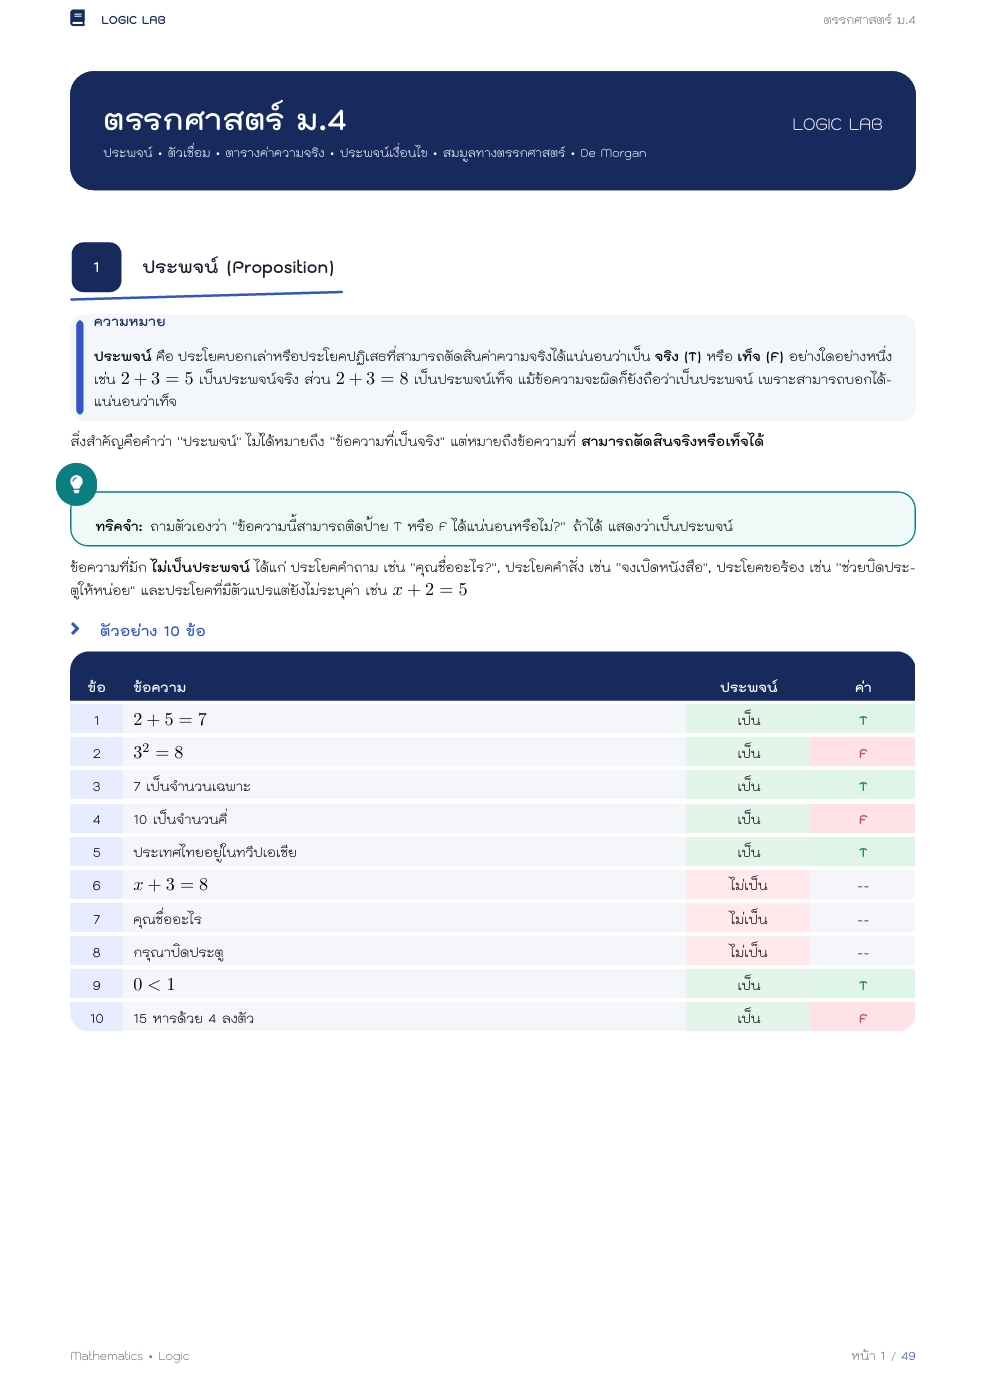 LOGIC LAB
ตรรกศาสตร์ ม.4
ตรรกศาสตร์ ม.4
LOGIC LAB
ประพจน์ • ตัวเชื่อม • ตารางค่าความจริง • ประพจน์เงื่อนไข • สมมูลทางตรรกศาสตร์ • De Morgan
1 ประพจน์ (Proposition)
ความหมาย
ประพจน์ คือ ประโยคบอกเล่าหรือประโยคปฏิเสธที่สามารถตัดสินค่าความจริงได้แน่นอนว่าเป็น จริง (T) หรือ เท็จ (F) อย่างใดอย่างหนึ่ง
เช่น 2 + 3 = 5 เป็นประพจน์จริง ส่วน 2 + 3 = 8 เป็นประพจน์เท็จ แม้ข้อความจะผิดก็ยังถือว่าเป็นประพจน์ เพราะสามารถบอกได้-
แน่นอนว่าเท็จ
สิ่งสำคัญคือคำว่า "ประพจน์" ไม่ได้หมายถึง "ข้อความที่เป็นจริง" แต่หมายถึงข้อความที่ สามารถตัดสินจริงหรือเท็จได้
ทริคจำ: ถามตัวเองว่า "ข้อความนี้สามารถติดป้าย T หรือ F ได้แน่นอนหรือไม่?" ถ้าได้ แสดงว่าเป็นประพจน์
ข้อความที่มัก ไม่เป็นประพจน์ ได้แก่ ประโยคคำถาม เช่น "คุณชื่ออะไร?", ประโยคคำสั่ง เช่น "จงเปิดหนังสือ", ประโยคขอร้อง เช่น "ช่วยปิดประ-
ตูให้หน่อย" และประโยคที่มีตัวแปรแต่ยังไม่ระบุค่า เช่น x + 2 = 5
ตัวอย่าง 10 ข้อ
ข้อ ข้อความ ประพจน์ ค่า
1 2 + 5 = 7 เป็น T
2 3² = 8 เป็น F
3 7 เป็นจำนวนเฉพาะ เป็น T
4 10 เป็นจำนวนคี่ เป็น F
5 ประเทศไทยอยู่ในทวีปเอเชีย เป็น T
6 x + 3 = 8 ไม่เป็น --
7 คุณชื่ออะไร ไม่เป็น --
8 กรุณาปิดประตู ไม่เป็น --
9 0 < 1 เป็น T
10 15 หารด้วย 4 ลงตัว เป็น F
Mathematics • Logic
หน้า 1 / 49